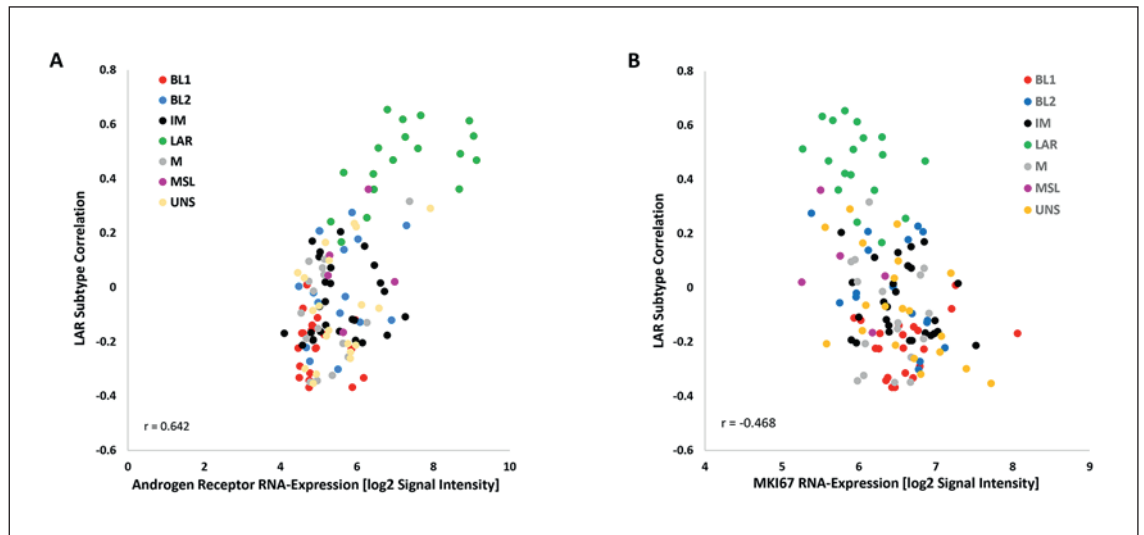 A
0.8
0.6
0.4
0.2
0
-0.2
-0.4
-0.6
BL1
BL2
IM
LAR
M
MSL
UNS
LAR Subtype Correlation
r = 0.642
0 2 4 6 8 10
Androgen Receptor RNA-Expression [log2 Signal Intensity]
B
0.8
0.6
0.4
0.2
0
-0.2
-0.4
-0.6
BL1
BL2
IM
LAR
M
MSL
UNS
LAR Subtype Correlation
r = -0.468
4 5 6 7 8 9
MKI67 RNA-Expression [log2 Signal Intensity]